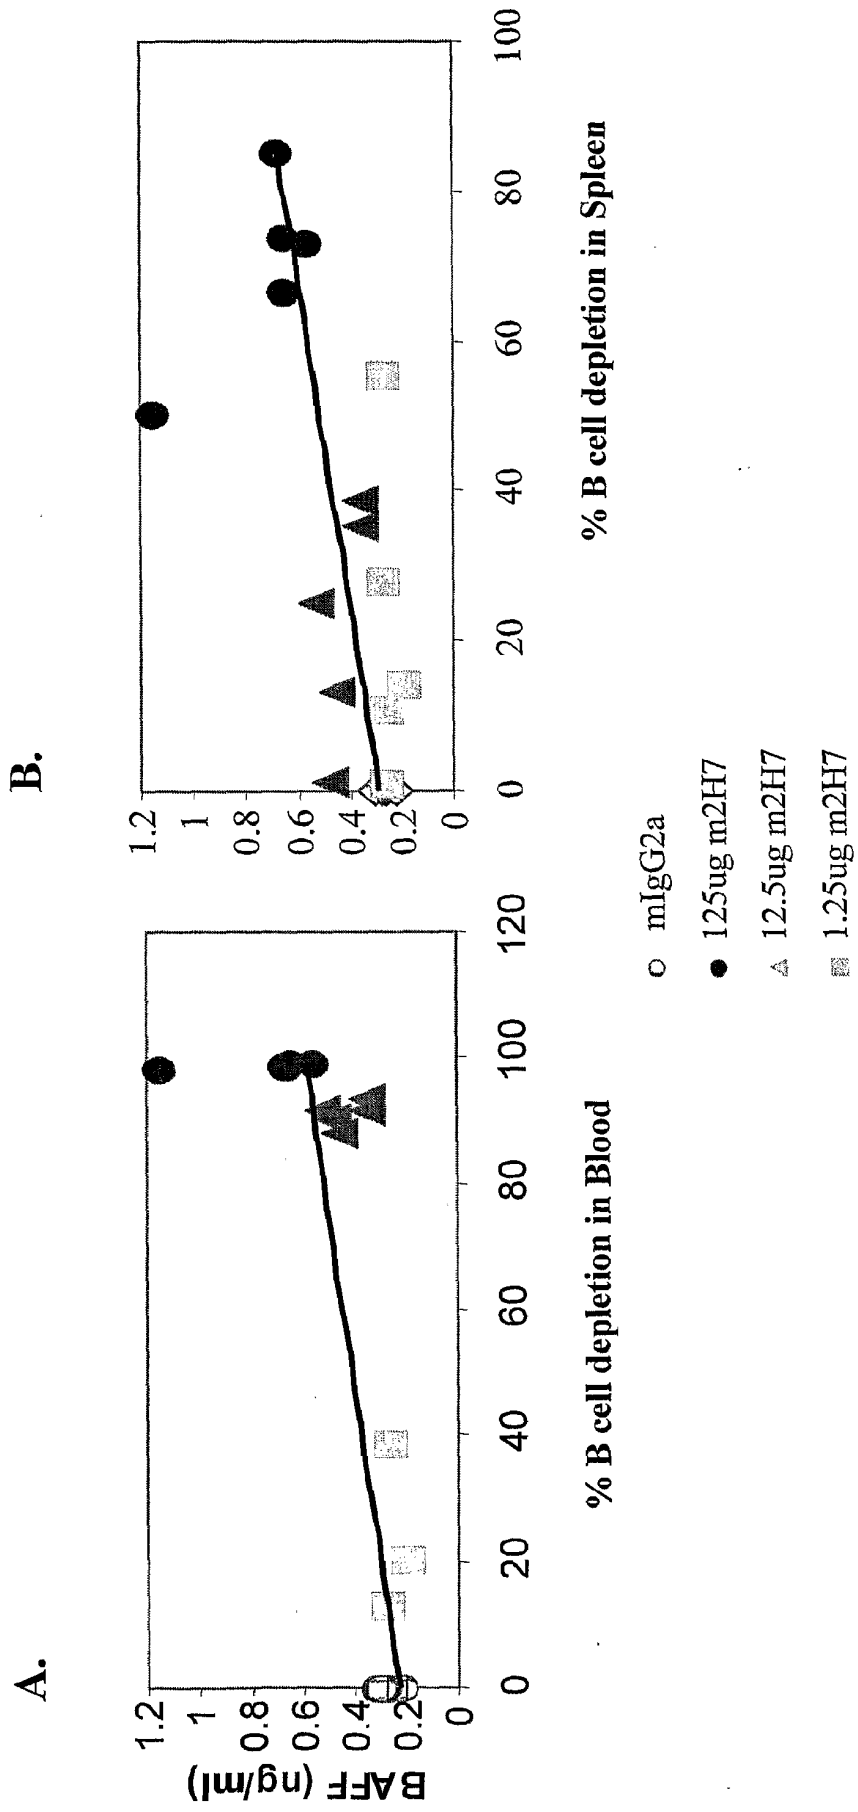 A.
1.2
1
0.8
0.6
0.4
0.2
0
BAFF (ng/ml)
0 20 40 60 80 100 120
% B cell depletion in Blood
B.
1.2
1
0.8
0.6
0.4
0.2
0
0 20 40 60 80 100
% B cell depletion in Spleen
mIgG2a
125ug m2H7
12.5ug m2H7
1.25ug m2H7